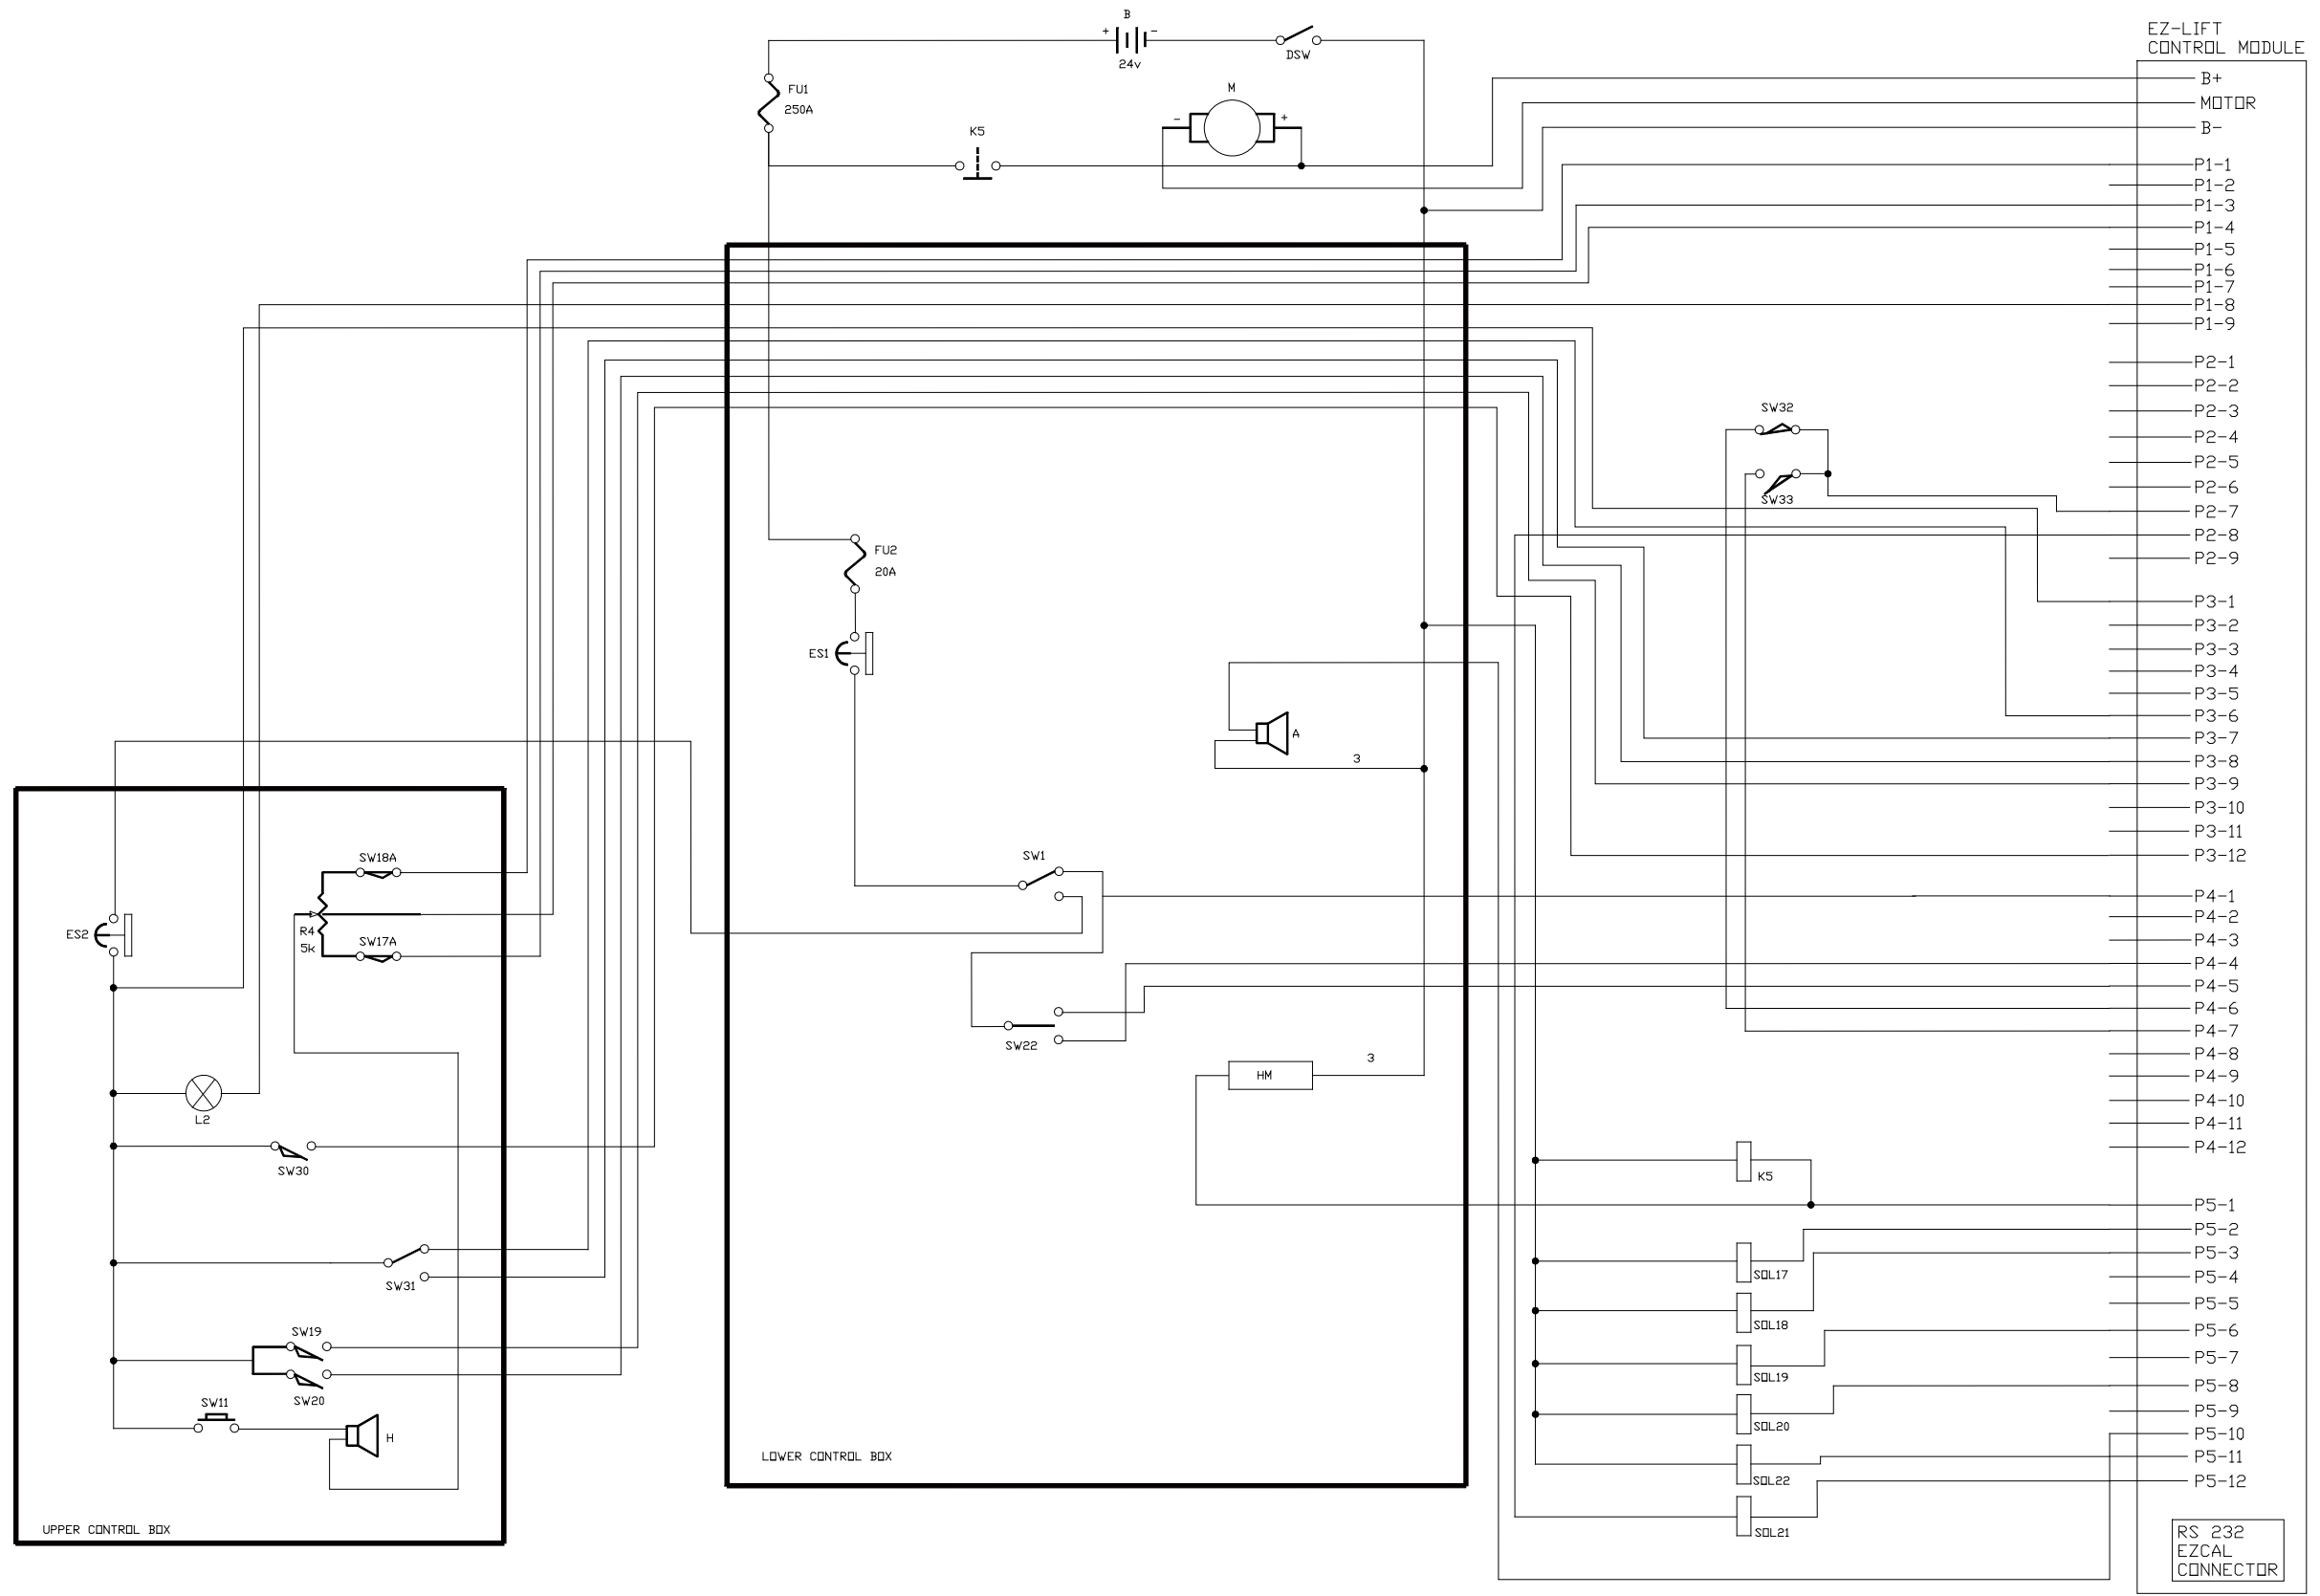 B
+
-
24v
DSW
EZ-LIFT
CONTROL MODULE
FU1
250A
K5
M
-
+
B+
MOTOR
B-
P1-1
P1-2
P1-3
P1-4
P1-5
P1-6
P1-7
P1-8
P1-9
P2-1
P2-2
P2-3
P2-4
P2-5
P2-6
P2-7
P2-8
P2-9
SW32
SW33
FU2
20A
ES1
A
3
P3-1
P3-2
P3-3
P3-4
P3-5
P3-6
P3-7
P3-8
P3-9
P3-10
P3-11
P3-12
SW18A
R4
5k
SW17A
ES2
SW1
SW22
HM
3
P4-1
P4-2
P4-3
P4-4
P4-5
P4-6
P4-7
P4-8
P4-9
P4-10
P4-11
P4-12
L2
SW30
SW31
SW19
SW20
SW11
H
K5
SOL17
SOL18
SOL19
SOL20
SOL22
SOL21
P5-1
P5-2
P5-3
P5-4
P5-5
P5-6
P5-7
P5-8
P5-9
P5-10
P5-11
P5-12
LOWER CONTROL BOX
UPPER CONTROL BOX
RS 232
EZCAL
CONNECTOR